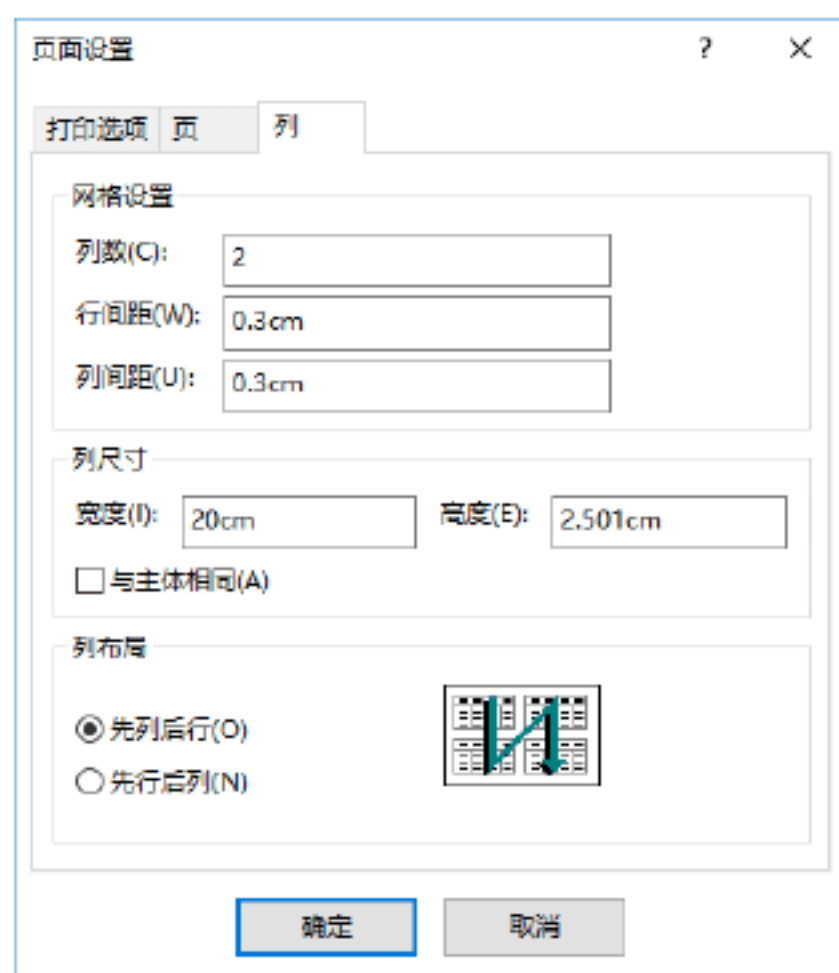 页面设置 ? ×
打印选项 页 列
网格设置
列数(C): 2
行间距(W): 0.3cm
列间距(U): 0.3cm
列尺寸
宽度(I): 20cm 高度(E): 2.501cm
与主体相同(A)
列布局
先列后行(O)
先行后列(N)
确定 取消